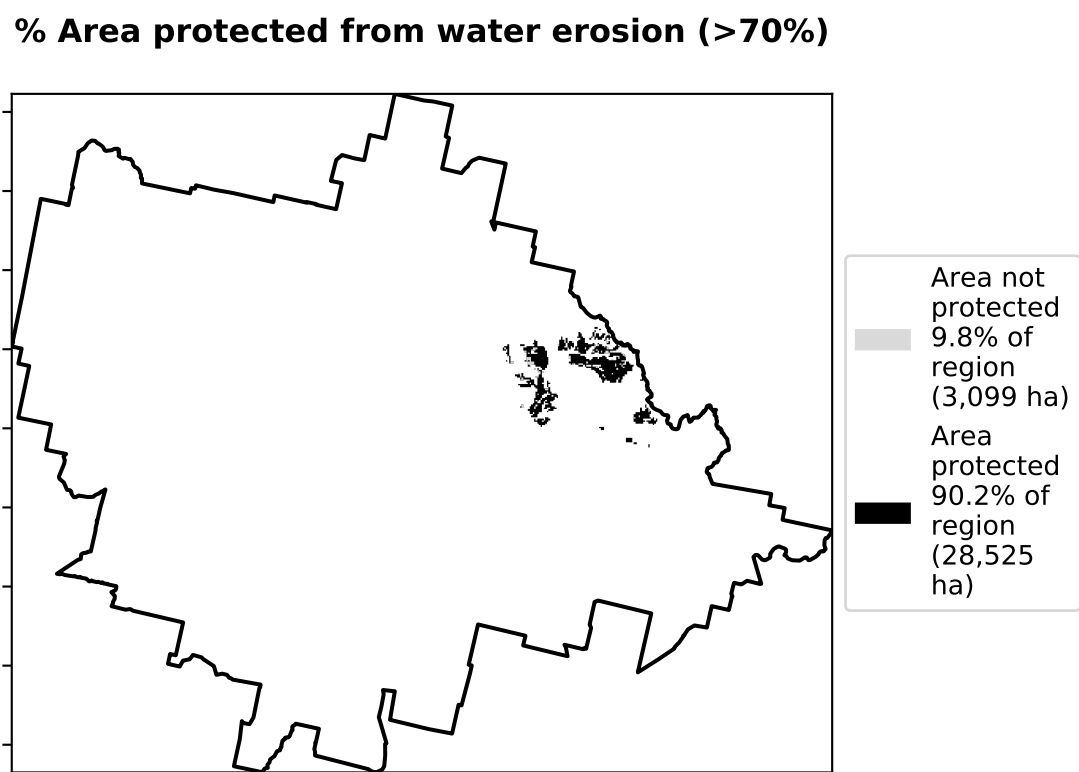 % Area protected from water erosion (>70%)
Area not
protected
9.8% of
region
(3,099 ha)
Area
protected
90.2% of
region
(28,525
ha)